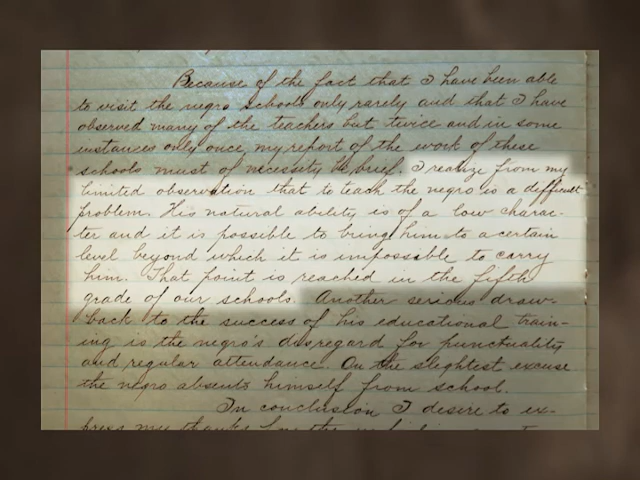 Because of the fact that I have been able
to visit the negro schools only rarely and that I have
observed many of the teachers but twice and in some
instances only once, my report of the work of these
schools must of necessity be brief. I realize from my
limited observation that to teach the negro is a difficult
problem. His natural ability is of a low charac-
ter and it is possible to bring him to a certain
level beyond which it is impossible to carry
him. That point is reached in the fifth
grade of our schools. Another serious draw-
back to the success of his educational train-
ing is the negro's disregard for punctuality
and regular attendance. On the slightest excuse
the negro absents himself from school.
In conclusion I desire to ex-
press my thanks for the